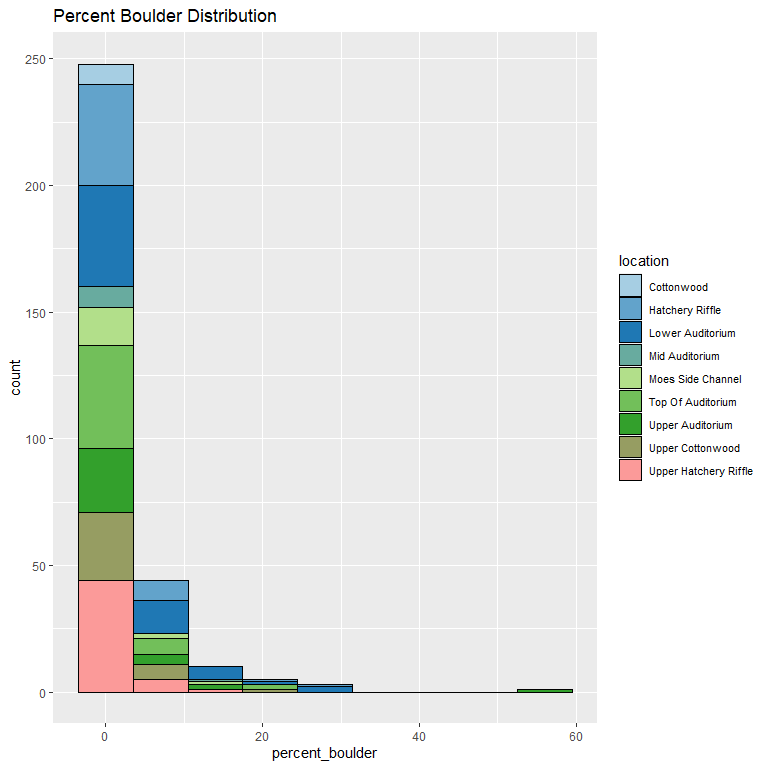 Percent Boulder Distribution
250
200
150
100
50
0
count
0 20 40 60
percent_boulder
location
Cottonwood
Hatchery Riffle
Lower Auditorium
Mid Auditorium
Moes Side Channel
Top Of Auditorium
Upper Auditorium
Upper Cottonwood
Upper Hatchery Riffle